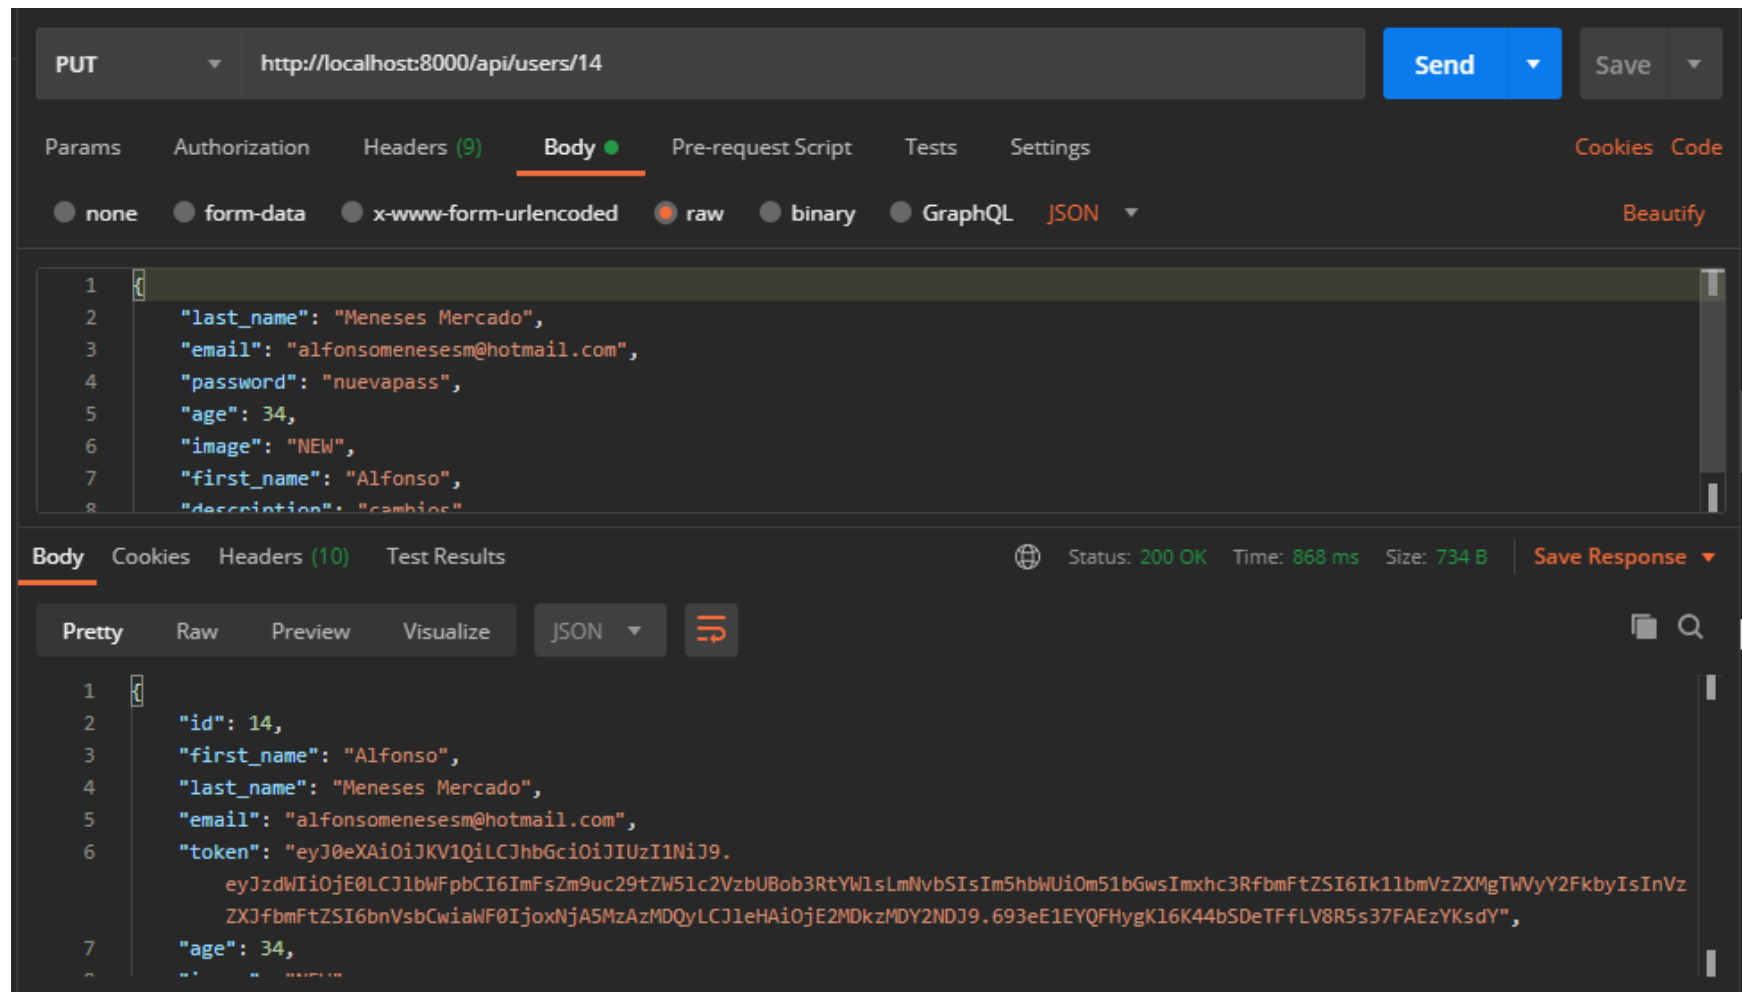 PUT http://localhost:8000/api/users/14 Send Save
Params Authorization Headers (9) Body Pre-request Script Tests Settings Cookies Code
none form-data x-www-form-urlencoded raw binary GraphQL JSON Beautify
1 {
2 "last_name": "Meneses Mercado",
3 "email": "alfonsomenesesm@hotmail.com",
4 "password": "nuevapass",
5 "age": 34,
6 "image": "NEW",
7 "first_name": "Alfonso",
8 "description": "cambios"
Body Cookies Headers (10) Test Results Status: 200 OK Time: 868 ms Size: 734 B Save Response
Pretty Raw Preview Visualize JSON
1 {
2 "id": 14,
3 "first_name": "Alfonso",
4 "last_name": "Meneses Mercado",
5 "email": "alfonsomenesesm@hotmail.com",
6 "token": "eyJ0eXAiOiJKV1QiLCJhbGciOiJIUzI1NiJ9.
eyJzdWIiOjE0LCJlbWFpbCI6ImFsZm9uc29tZW5lc2VzbUBob3RtYWlsLmNvbSIsIm5hbWUiOm51bGwsImxhc3RfbmFtZSI6Ik1lbmVzZXMgTWVyY2FkbyIsInVz
ZXJfbmFtZSI6bnVsbCwiaWF0IjoxNjA5MzAzMDQyLCJleHAiOjE2MDkzMDY2NDJ9.693eE1EYQFHygKl6K44bSDeTFfLV8R5s37FAEzYKsdY",
7 "age": 34,